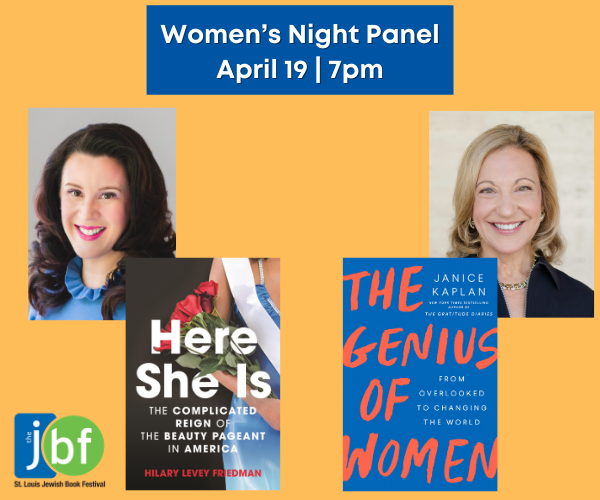 Women's Night Panel
April 19 | 7pm
Here
She Is
THE COMPLICATED
REIGN OF
THE BEAUTY PAGEANT
IN AMERICA
HILARY LEVEY FRIEDMAN
JANICE
KAPLAN
NEW YORK TIMES BESTSELLING
AUTHOR OF
THE GRATITUDE DIARIES
THE
GENIUS
OF
WOMEN
FROM
OVERLOOKED
TO CHANGING
THE WORLD
the
jbf
St. Louis Jewish Book Festival